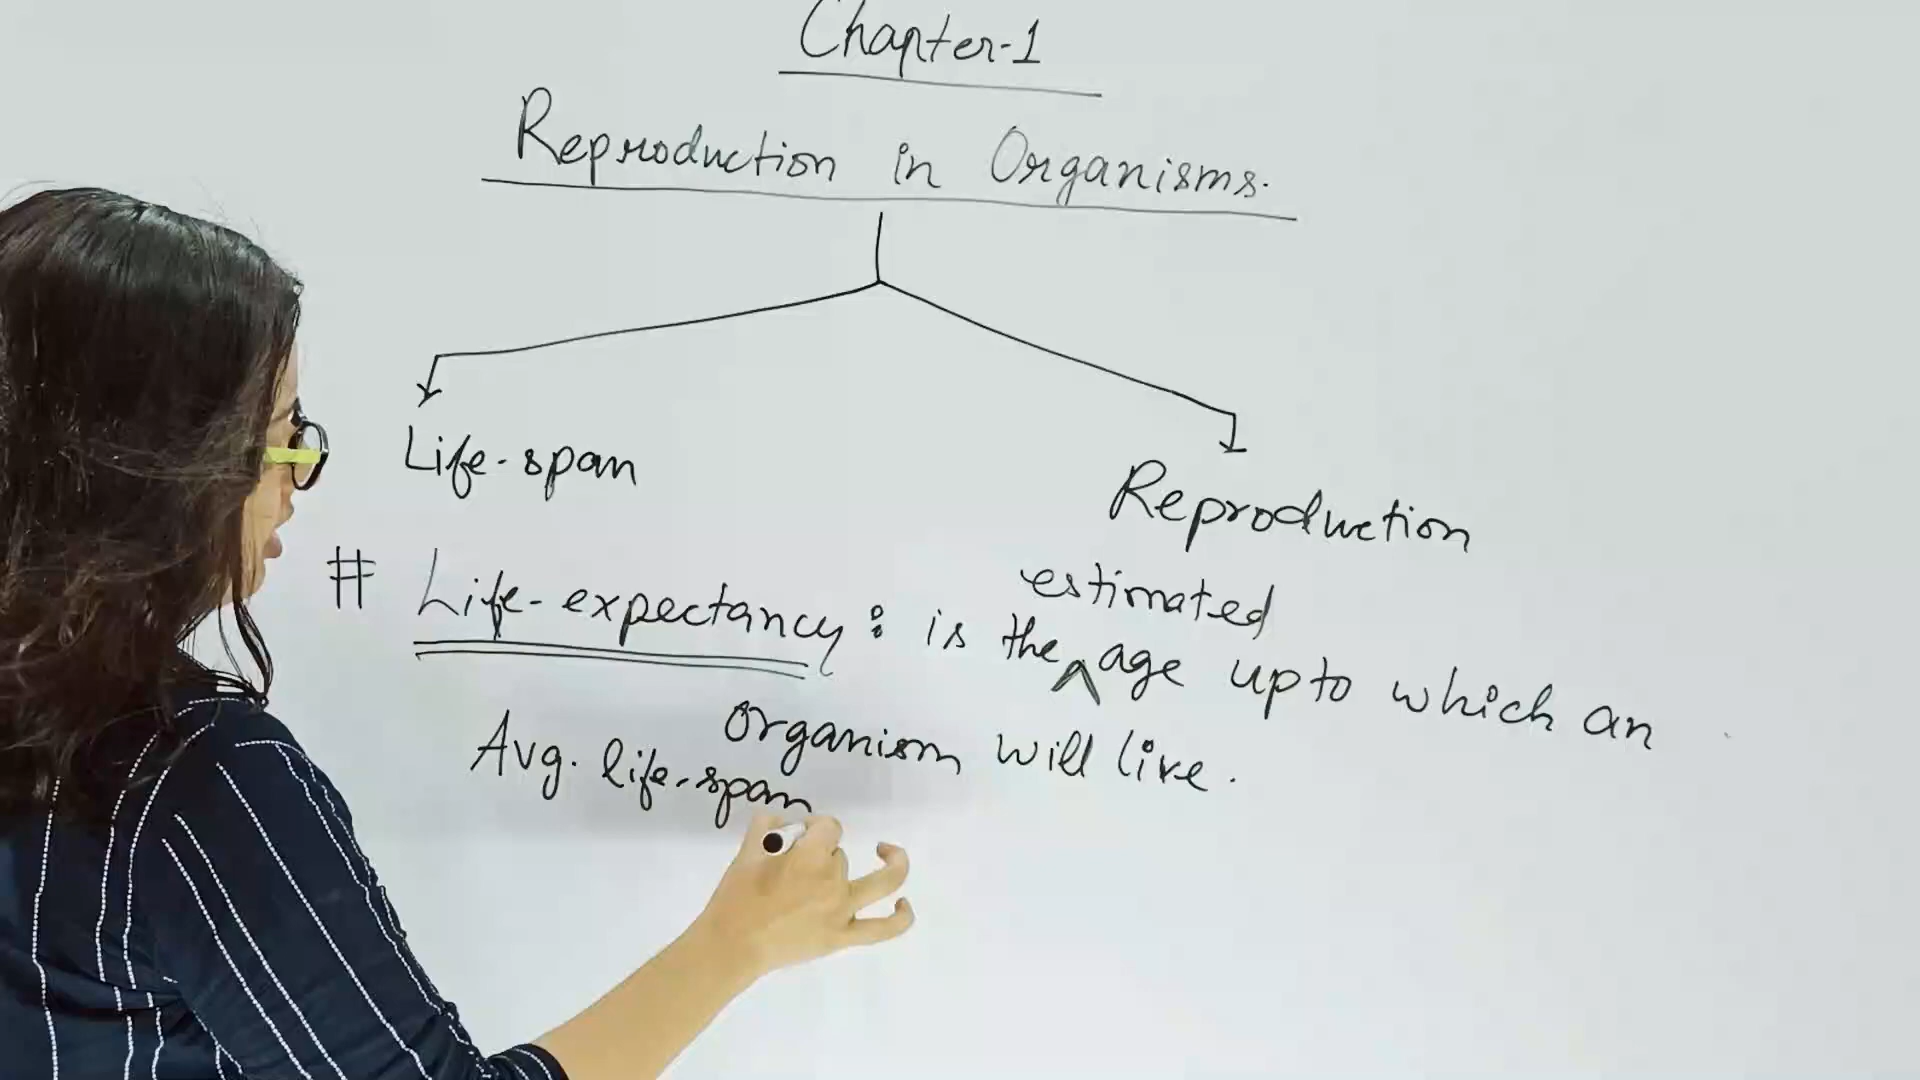 Chapter-1
Reproduction in Organisms.
Life-span
Reproduction
# Life-expectancy : is the ^ estimated age upto which an
organism will live.
Avg. life-span